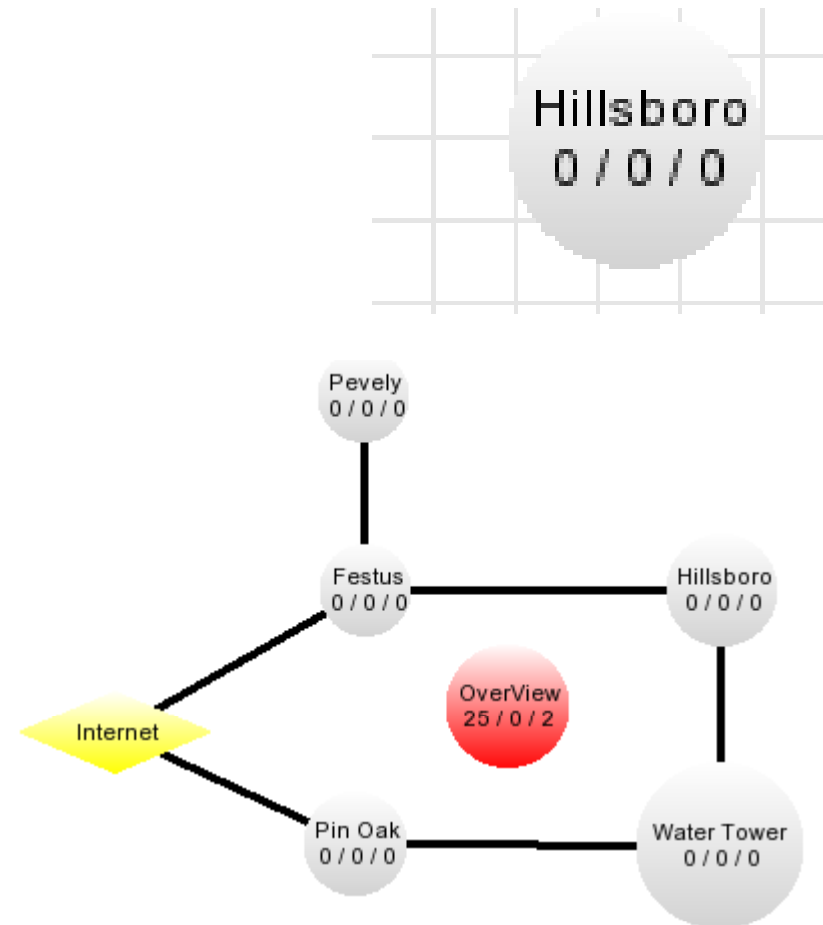 Hillsboro
0 / 0 / 0
Pevely
0 / 0 / 0
Festus
0 / 0 / 0
Hillsboro
0 / 0 / 0
OverView
25 / 0 / 2
Internet
Pin Oak
0 / 0 / 0
Water Tower
0 / 0 / 0